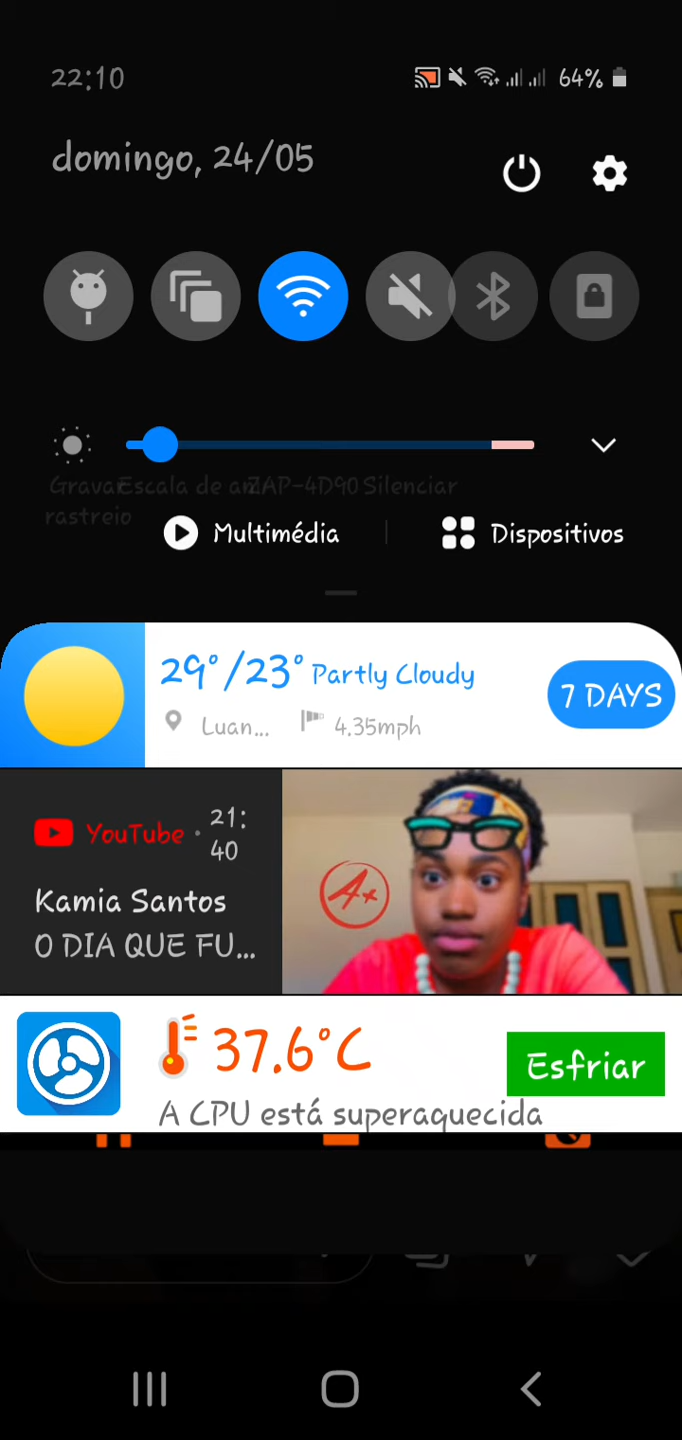 22:10
64%
domingo, 24/05
Gravar Escala de am ZAP-4D90 Silenciar
rastreio
Multimédia
Dispositivos
29°/23° Partly Cloudy
7 DAYS
Luan...
4.35mph
YouTube • 21:
40
Kamia Santos
O DIA QUE FU...
A+
37.6°C
Esfriar
A CPU está superaquecida